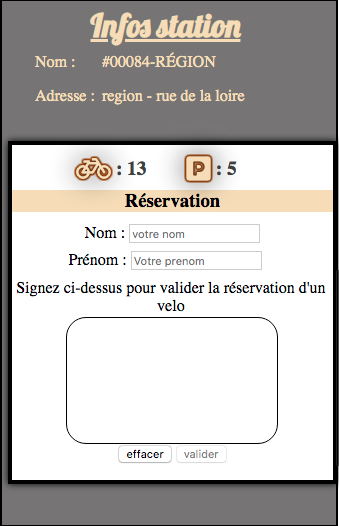 Infos station
Nom : #00084-RÉGION
Adresse : region - rue de la loire
: 13 P : 5
Réservation
Nom : votre nom
Prénom : Votre prenom
Signez ci-dessus pour valider la réservation d'un
velo
effacer valider